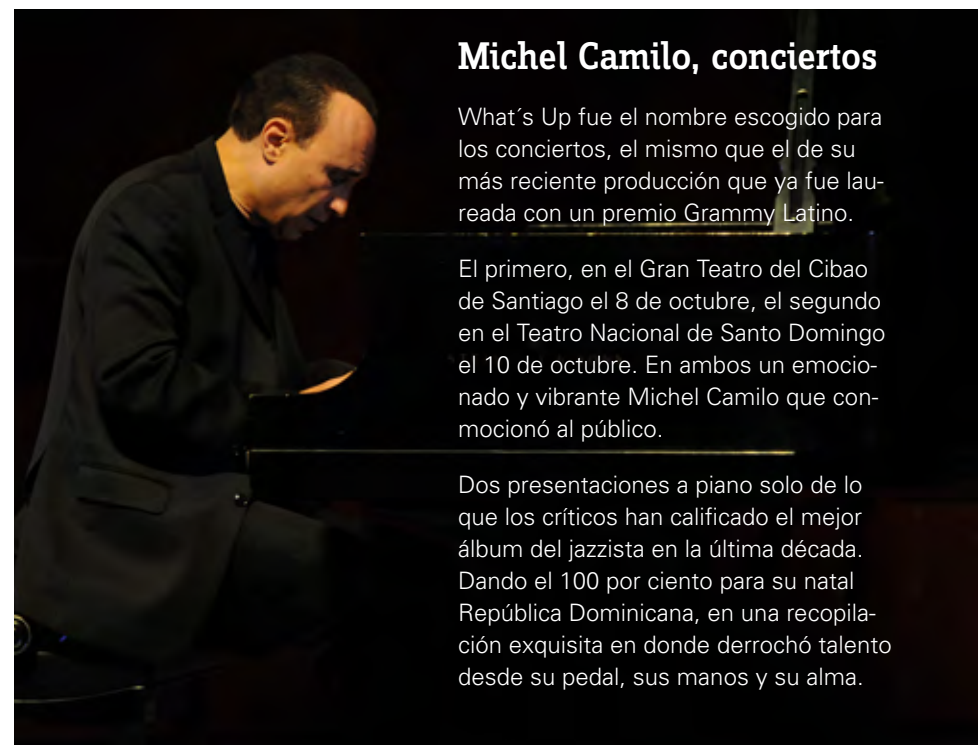 Michel Camilo, conciertos
What´s Up fue el nombre escogido para
los conciertos, el mismo que el de su
más reciente producción que ya fue lau-
reada con un premio Grammy Latino.
El primero, en el Gran Teatro del Cibao
de Santiago el 8 de octubre, el segundo
en el Teatro Nacional de Santo Domingo
el 10 de octubre. En ambos un emocio-
nado y vibrante Michel Camilo que con-
mocionó al público.
Dos presentaciones a piano solo de lo
que los críticos han calificado el mejor
álbum del jazzista en la última década.
Dando el 100 por ciento para su natal
República Dominicana, en una recopila-
ción exquisita en donde derrochó talento
desde su pedal, sus manos y su alma.